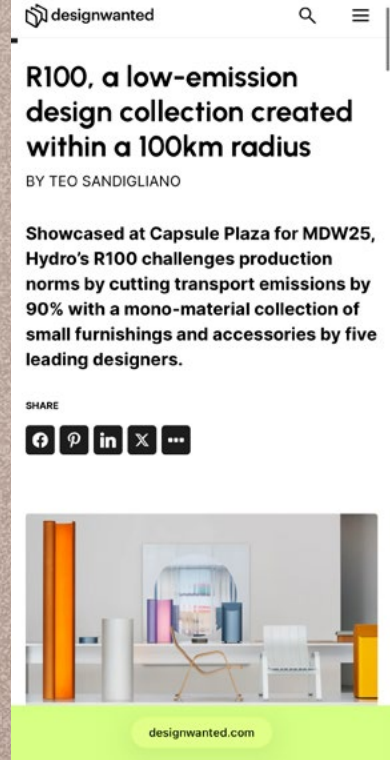 designwanted
R100, a low-emission
design collection created
within a 100km radius
BY TEO SANDIGLIANO
Showcased at Capsule Plaza for MDW25,
Hydro’s R100 challenges production
norms by cutting transport emissions by
90% with a mono-material collection of
small furnishings and accessories by five
leading designers.
SHARE
designwanted.com